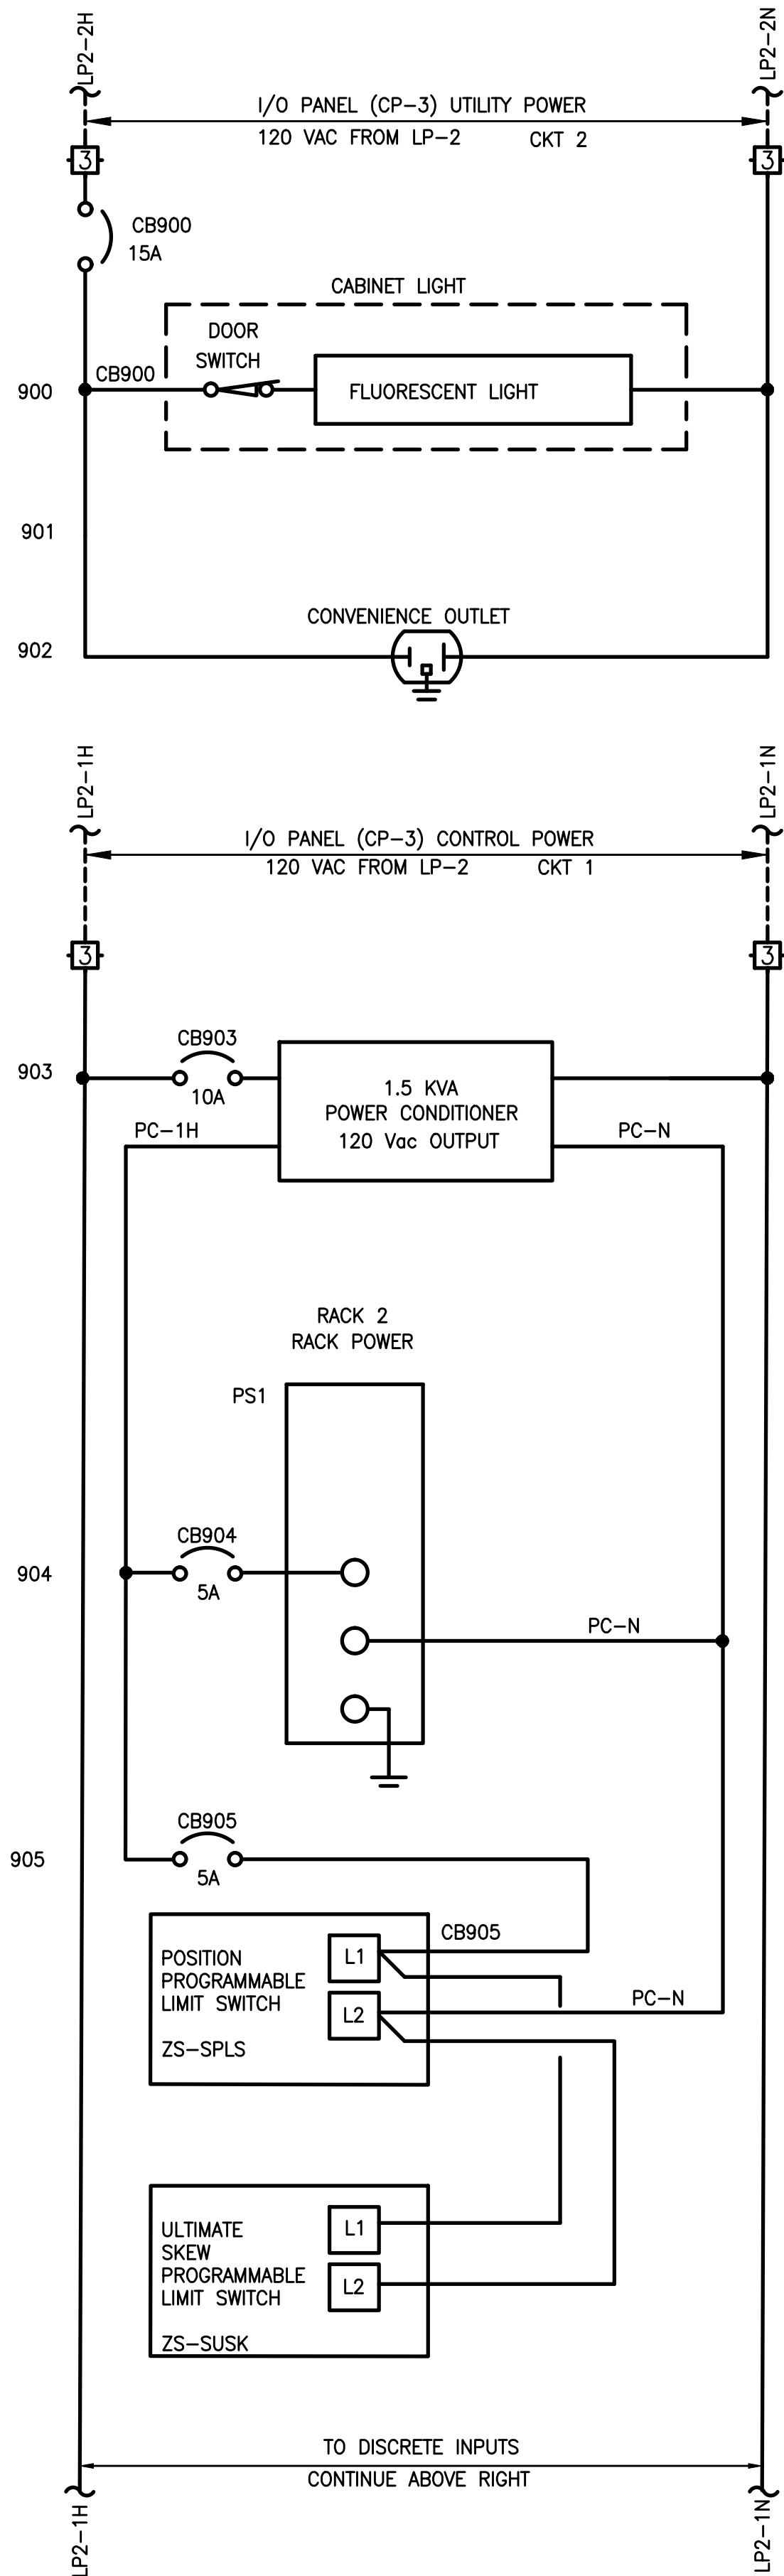 LP2-2H
LP2-2N
I/O PANEL (CP-3) UTILITY POWER
120 VAC FROM LP-2 CKT 2
3
3
CB900
15A
CABINET LIGHT
DOOR
SWITCH
900
CB900
FLUORESCENT LIGHT
901
CONVENIENCE OUTLET
902
LP2-1H
LP2-1N
I/O PANEL (CP-3) CONTROL POWER
120 VAC FROM LP-2 CKT 1
3
3
CB903
903
10A
1.5 KVA
POWER CONDITIONER
120 Vac OUTPUT
PC-1H
PC-N
RACK 2
RACK POWER
PS1
CB904
904
5A
PC-N
CB905
905
5A
CB905
POSITION
PROGRAMMABLE
LIMIT SWITCH
ZS-SPLS
L1
L2
PC-N
ULTIMATE
SKEW
PROGRAMMABLE
LIMIT SWITCH
ZS-SUSK
L1
L2
TO DISCRETE INPUTS
CONTINUE ABOVE RIGHT
LP2-1H
LP2-1N